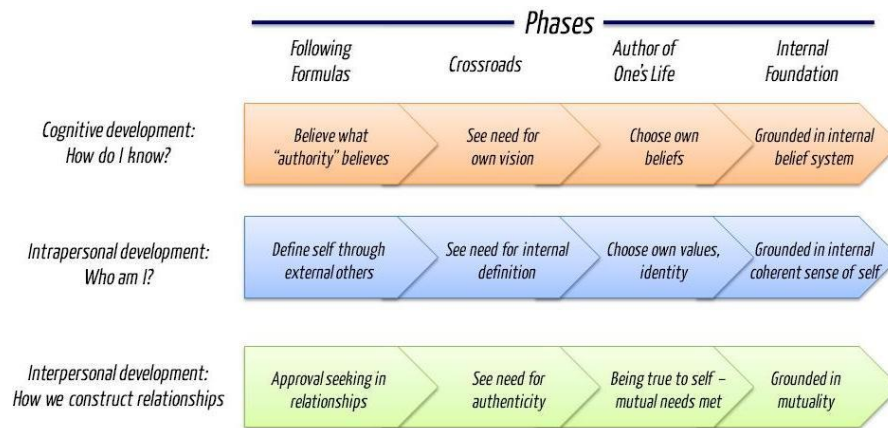 Phases
Following
Formulas
Crossroads
Author of
One's Life
Internal
Foundation
Cognitive development:
How do I know?
Believe what
"authority" believes
See need for
own vision
Choose own
beliefs
Grounded in internal
belief system
Intrapersonal development:
Who am I?
Define self through
external others
See need for internal
definition
Choose own values,
identity
Grounded in internal
coherent sense of self
Interpersonal development:
How we construct relationships
Approval seeking in
relationships
See need for
authenticity
Being true to self –
mutual needs met
Grounded in
mutuality